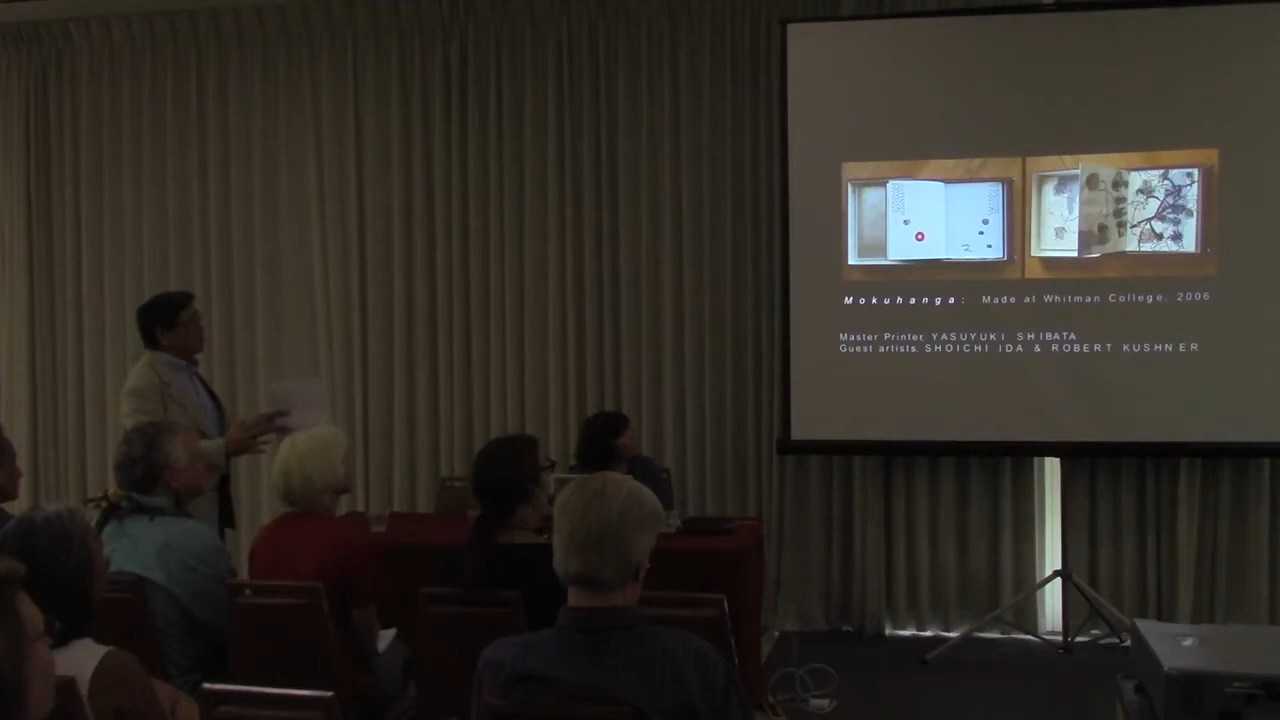 Mokuhanga: Made at Whitman College, 2006
Master Printer, YASUYUKI SHIBATA
Guest artists, SHOICHI IDA & ROBERT KUSHNER